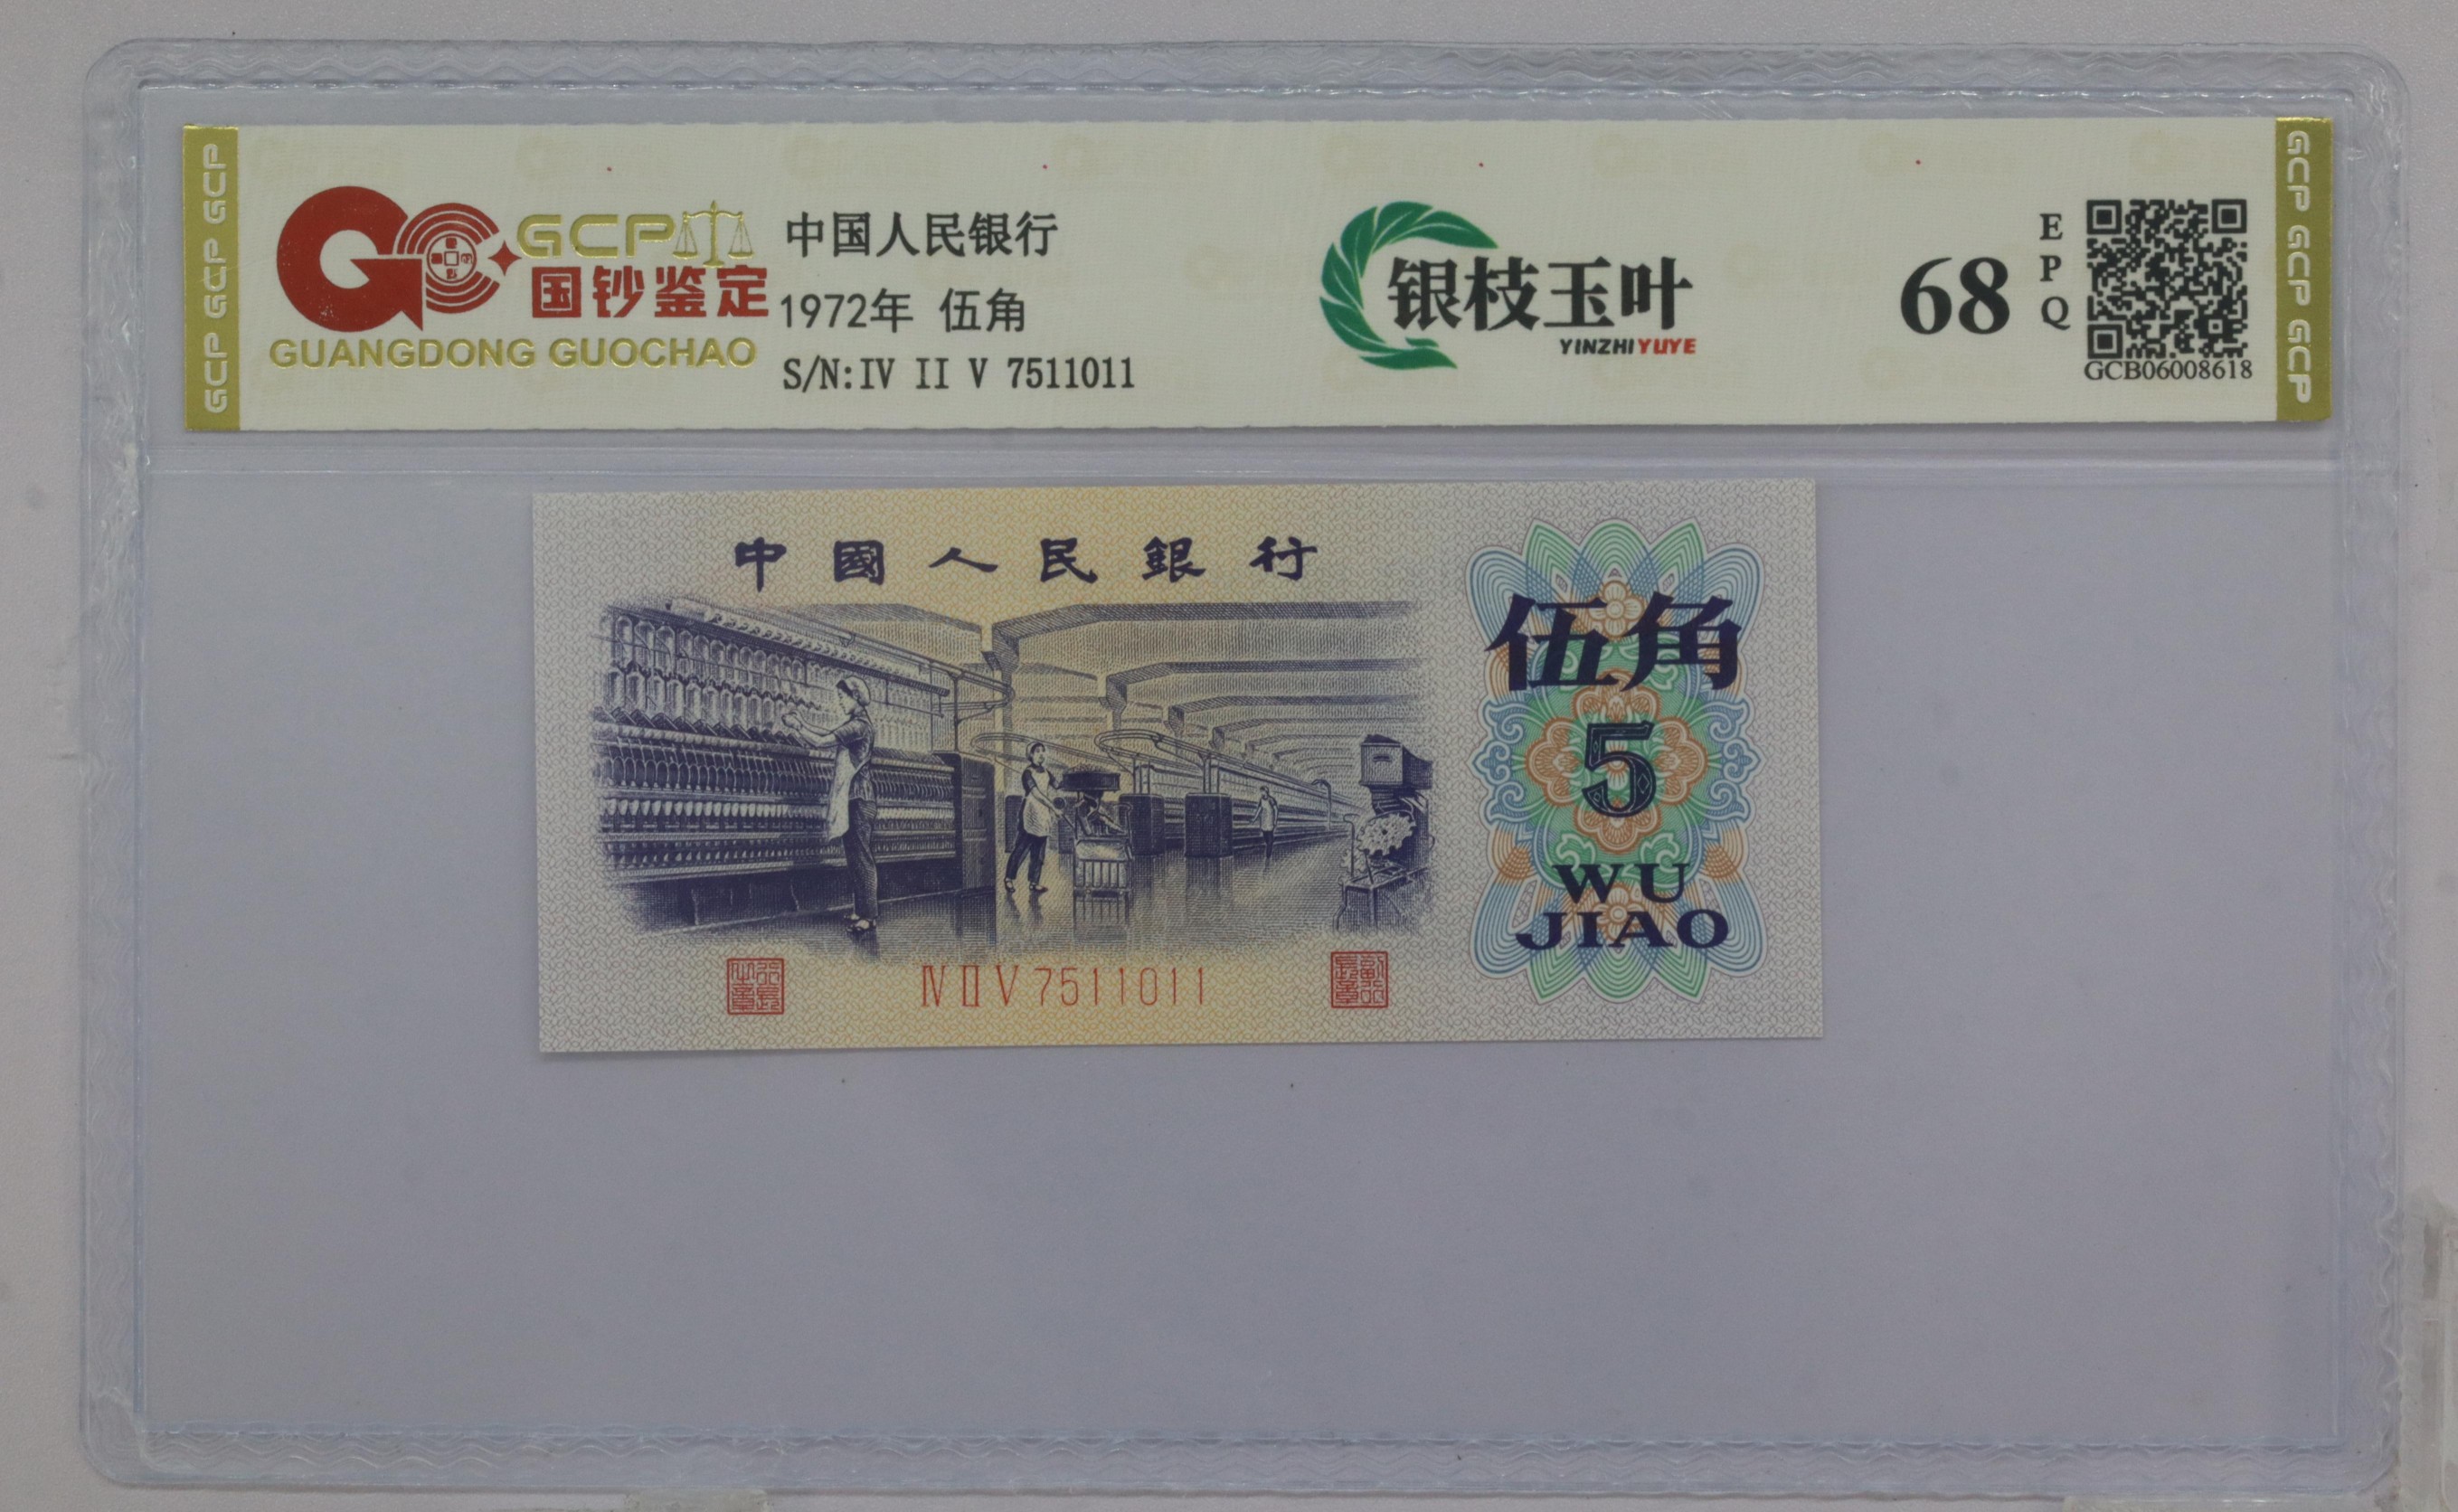 GCP GCP GCP
GCP
国钞鉴定
GUANGDONG GUOCHAO
中国人民银行
1972年 伍角
S/N:IV II V 7511011
银枝玉叶
YINZHIYUYE
68
EPQ
GCB06008618
GCP GCP GCP
中國人民銀行
伍角
5
WU
JIAO
Ⅳ Ⅱ Ⅴ 7511011